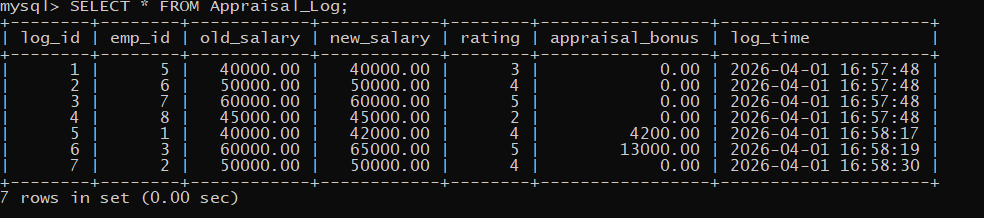 mysql> SELECT * FROM Appraisal_Log;
+--------+--------+------------+------------+--------+-----------------+---------------------+
| log_id | emp_id | old_salary | new_salary | rating | appraisal_bonus | log_time            |
+--------+--------+------------+------------+--------+-----------------+---------------------+
|      1 |      5 |   40000.00 |   40000.00 |      3 |            0.00 | 2026-04-01 16:57:48 |
|      2 |      6 |   50000.00 |   50000.00 |      4 |            0.00 | 2026-04-01 16:57:48 |
|      3 |      7 |   60000.00 |   60000.00 |      5 |            0.00 | 2026-04-01 16:57:48 |
|      4 |      8 |   45000.00 |   45000.00 |      2 |            0.00 | 2026-04-01 16:57:48 |
|      5 |      1 |   40000.00 |   42000.00 |      4 |         4200.00 | 2026-04-01 16:58:17 |
|      6 |      3 |   60000.00 |   65000.00 |      5 |        13000.00 | 2026-04-01 16:58:19 |
|      7 |      2 |   50000.00 |   50000.00 |      4 |            0.00 | 2026-04-01 16:58:30 |
+--------+--------+------------+------------+--------+-----------------+---------------------+
7 rows in set (0.00 sec)